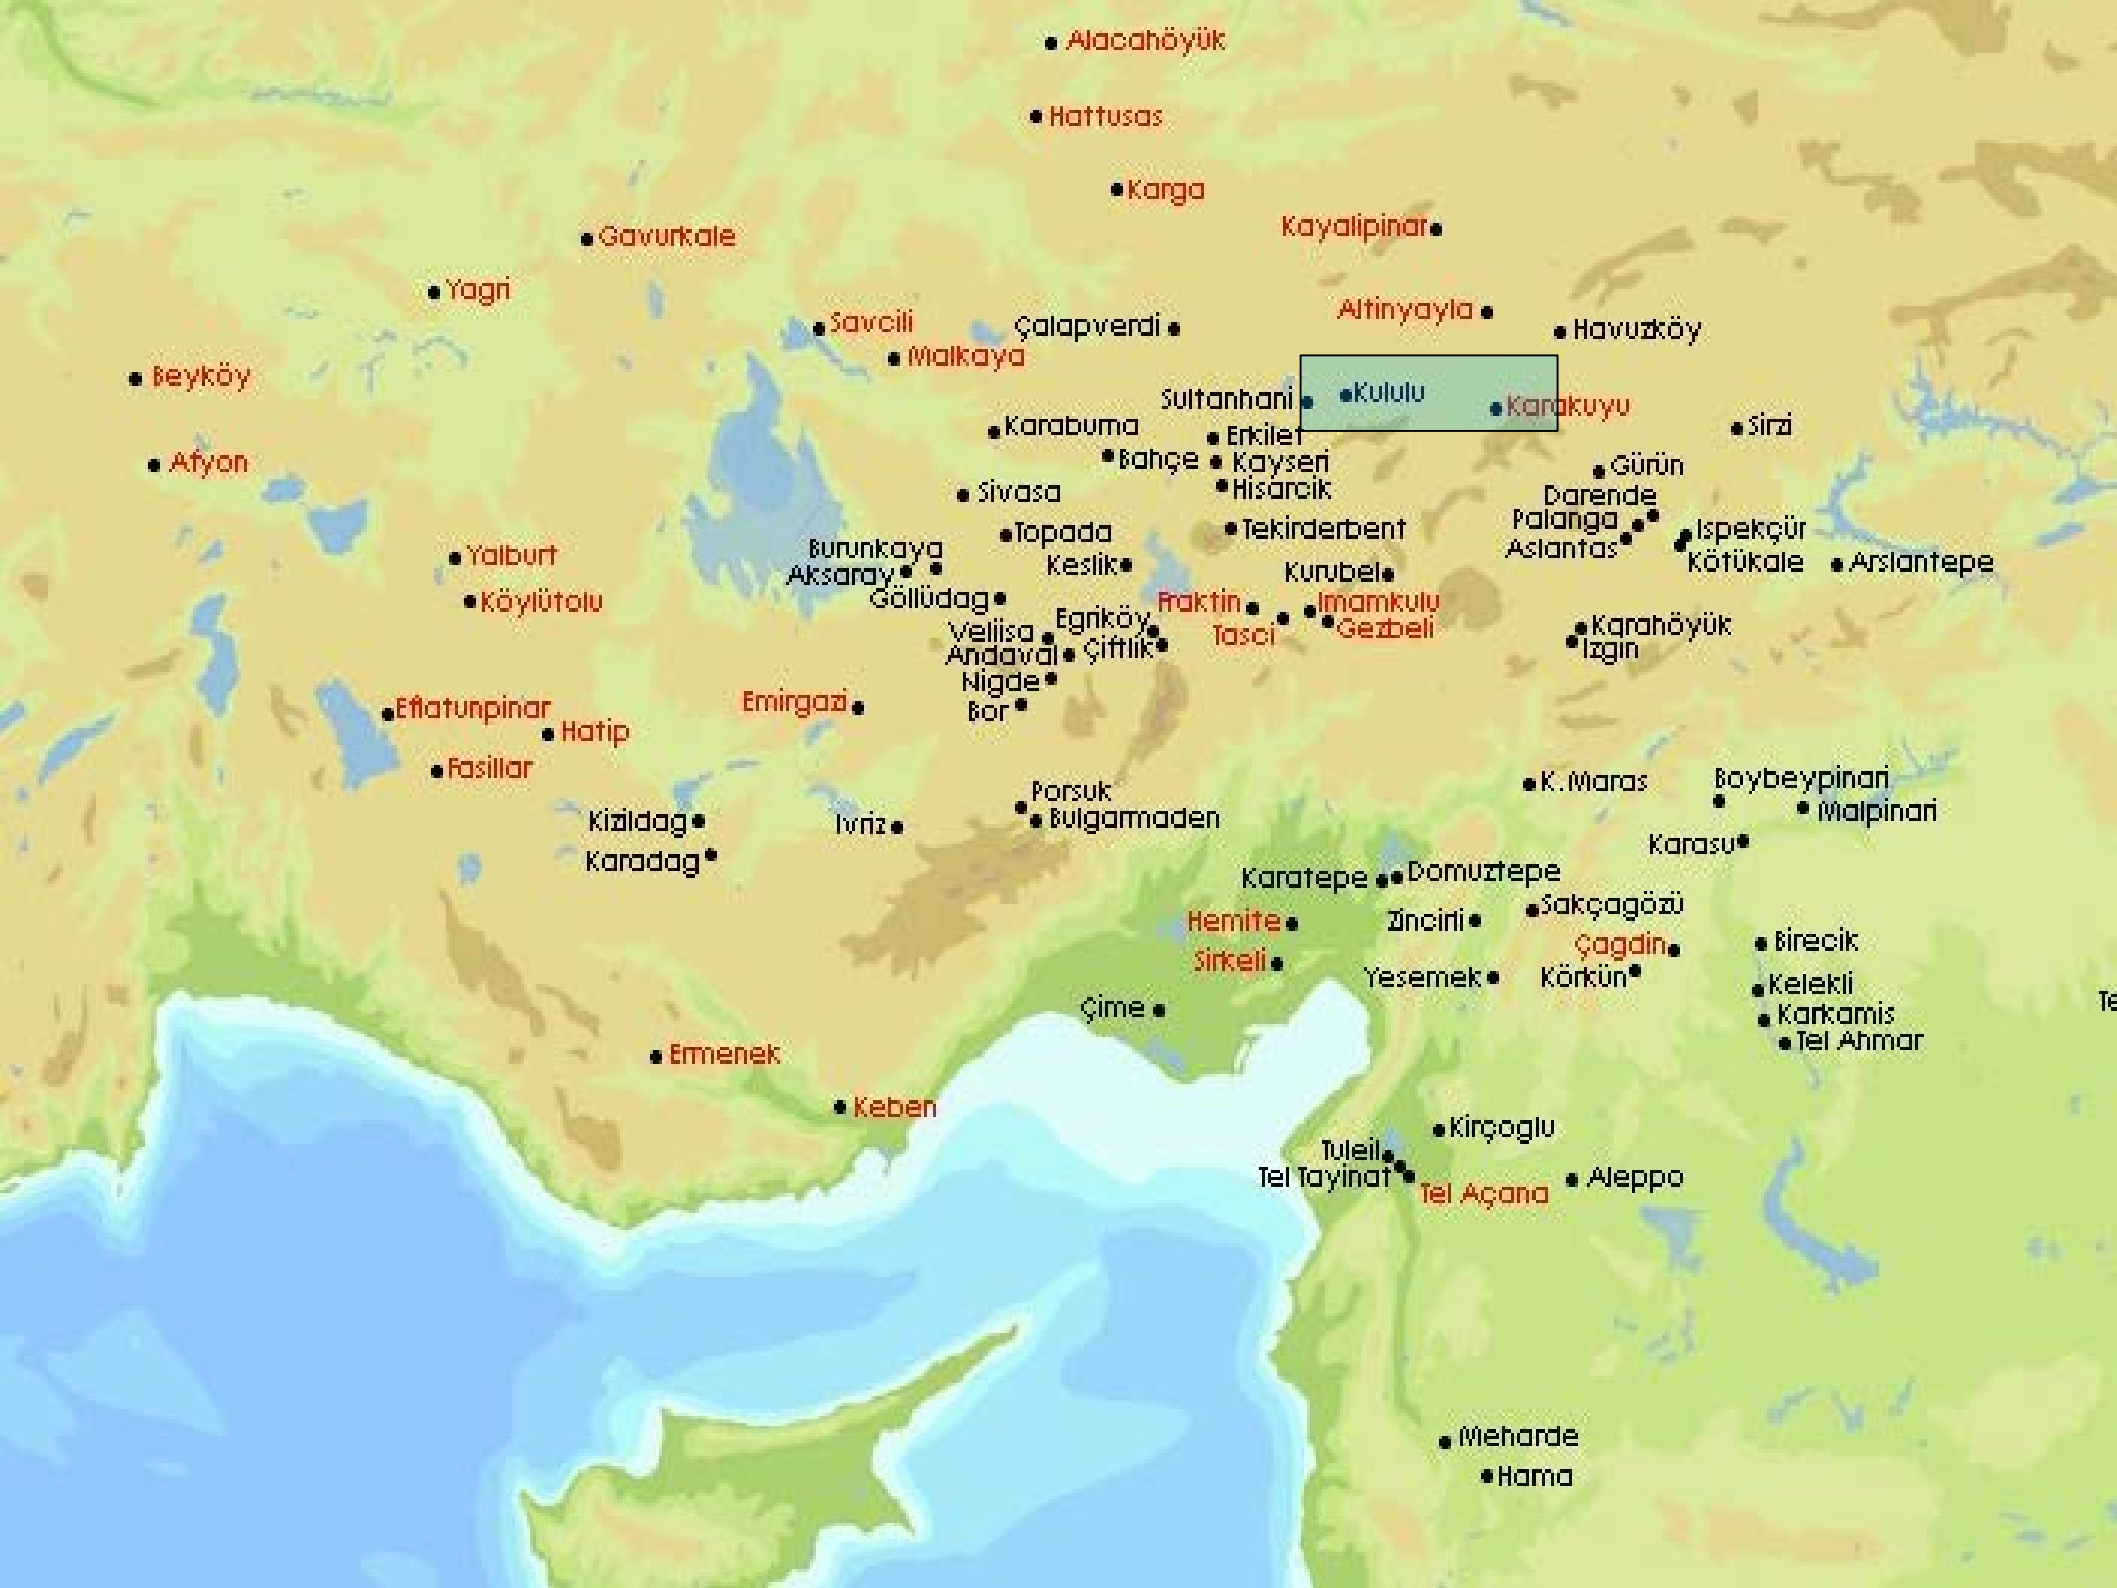 Alacahöyük
Hattusas
Karga
Kayalipinar
Gavurkale
Yagri
Altinyayla
Savcili
Çalapverdi
Havuzköy
Malkaya
Beyköy
Sultanhani
Kululu
Karakuyu
Karaburna
Erkilet
Sirzi
Afyon
Bahçe
Kayseri
Gürün
Sivasa
Hisarcik
Darende
Topada
Tekirderbent
Palanga
Ispekçür
Yalburt
Burunkaya
Aslantas
Keslik
Kötükale
Arslantepe
Aksaray
Kurubel
Köylütolu
Göllüdag
Fraktin
Imamkulu
Egriköy
Veliisa
Tasci
Gezbeli
Karahöyük
Andaval
Çiftlik
Izgin
Nigde
Eflatunpinar
Emirgazi
Bor
Hatip
Fasillar
K.Maras
Boybeypinari
Porsuk
Malpinari
Kizildag
Ivriz
Bulgarmaden
Karasu
Karadag
Karatepe
Domuztepe
Sakçagözü
Hemite
Zincirli
Çagdin
Birecik
Sirkeli
Yesemek
Körkün
Kelekli
Te
Çime
Karkamis
Tel Ahmar
Ermenek
Keben
Kirçoglu
Tuleil
Tel Tayinat
Aleppo
Tel Açana
Meharde
Hama